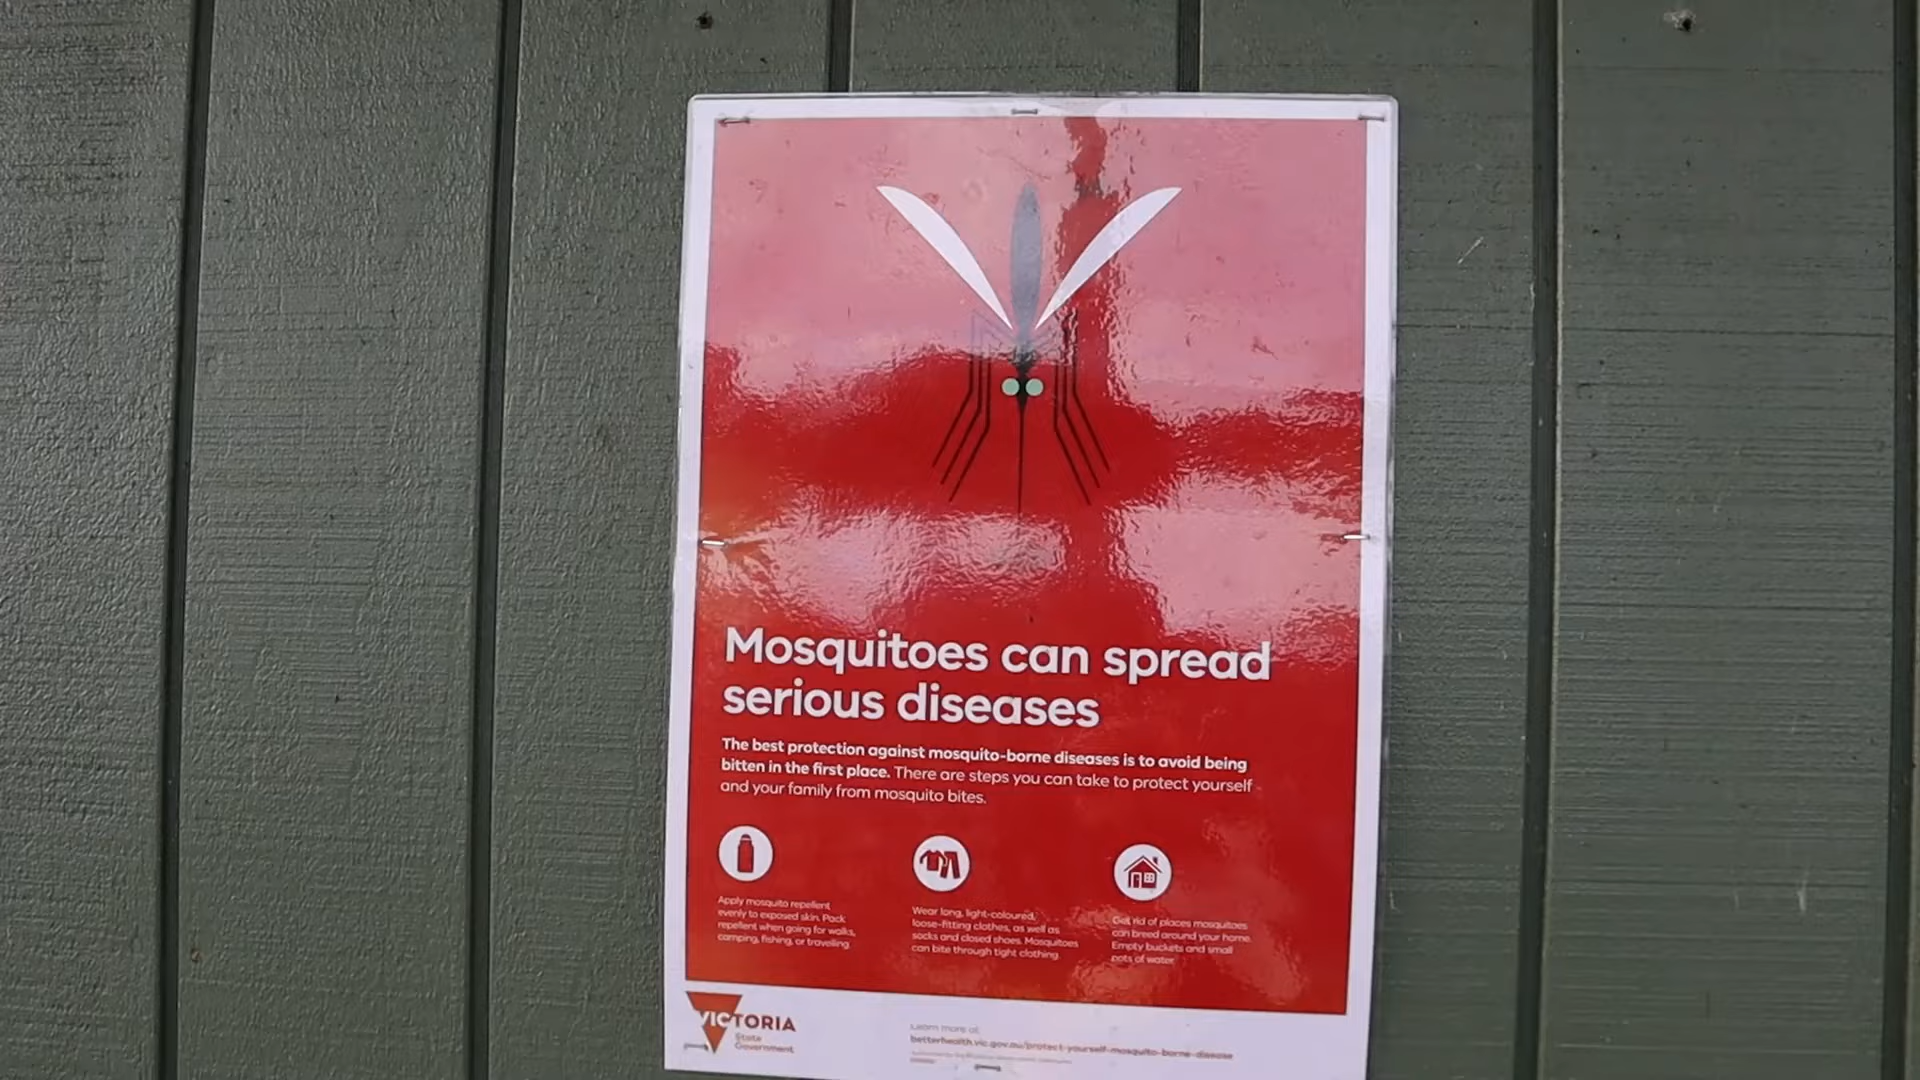 Mosquitoes can spread
serious diseases
The best protection against mosquito-borne diseases is to avoid being
bitten in the first place. There are steps you can take to protect yourself
and your family from mosquito bites.
Apply mosquito repellent
evenly to exposed skin. Pack
repellent when going for walks,
camping, fishing, or travelling.
Wear long, light-coloured,
loose-fitting clothes, as well as
socks and closed shoes. Mosquitoes
can bite through tight clothing.
Get rid of places mosquitoes
can breed around your home.
Empty buckets and small
pots of water.
VICTORIA
State
Government
Learn more at:
betterhealth.vic.gov.au/protect-yourself-mosquito-borne-disease